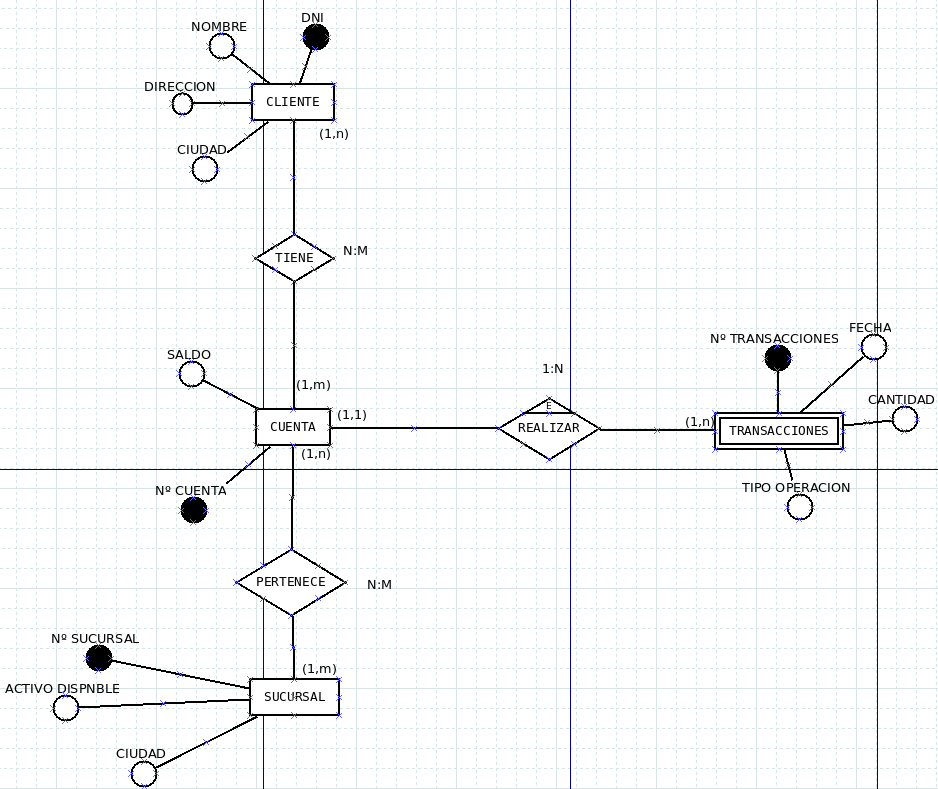 DNI
NOMBRE
DIRECCION
CLIENTE
(1,n)
CIUDAD
TIENE
N:M
SALDO
(1,m)
1:N
Nº TRANSACCIONES
FECHA
CUENTA
(1,1)
E
REALIZAR
(1,n)
TRANSACCIONES
CANTIDAD
(1,n)
Nº CUENTA
TIPO OPERACION
PERTENECE
N:M
Nº SUCURSAL
(1,m)
ACTIVO DISPNBLE
SUCURSAL
CIUDAD